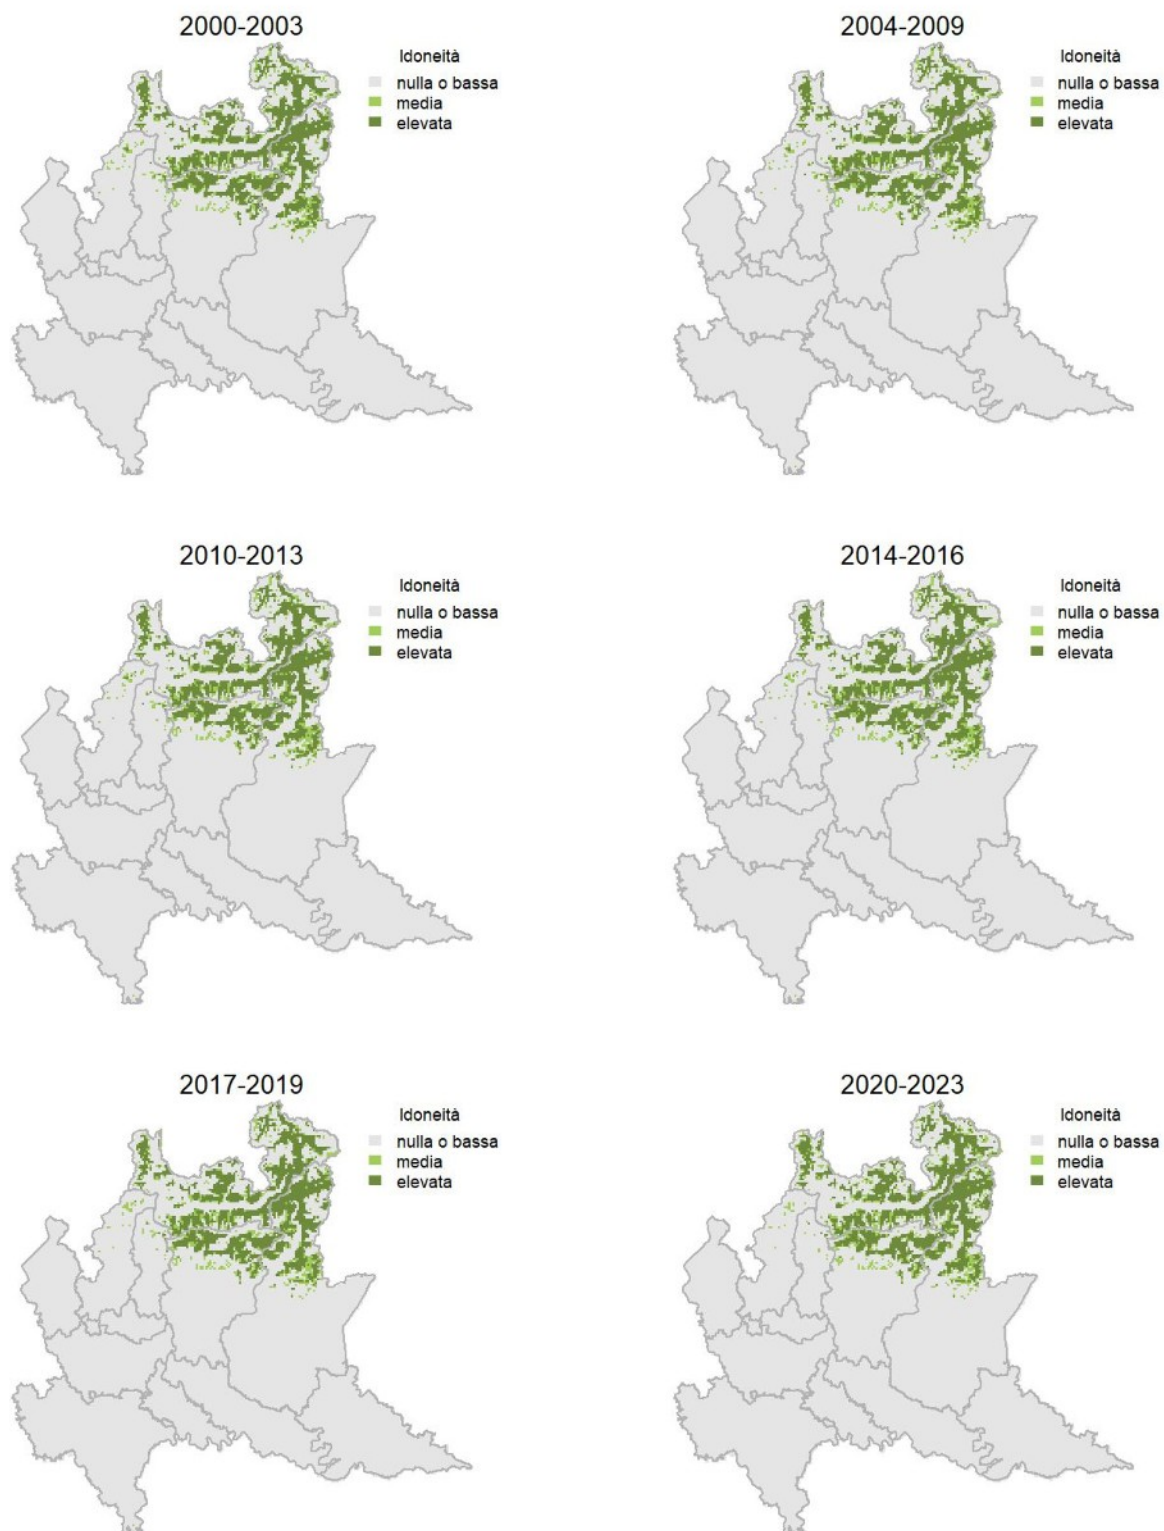 2000-2003
Idoneità
nulla o bassa
media
elevata
2004-2009
Idoneità
nulla o bassa
media
elevata
2010-2013
Idoneità
nulla o bassa
media
elevata
2014-2016
Idoneità
nulla o bassa
media
elevata
2017-2019
Idoneità
nulla o bassa
media
elevata
2020-2023
Idoneità
nulla o bassa
media
elevata